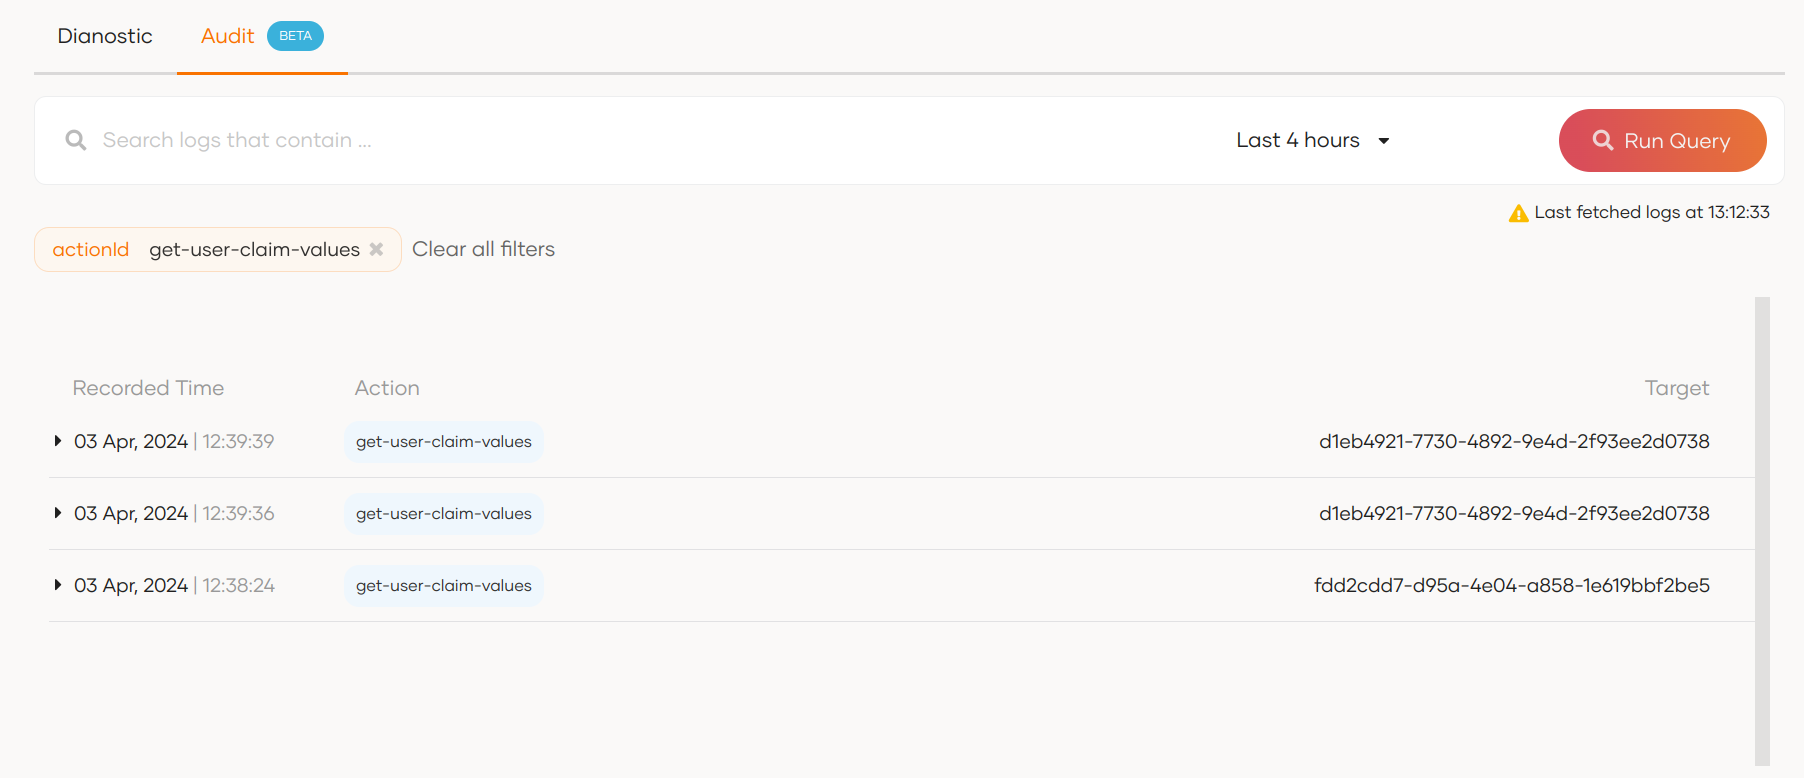 Dianostic Audit BETA
Search logs that contain ... Last 4 hours Run Query
Last fetched logs at 13:12:33
actionId get-user-claim-values Clear all filters
Recorded Time Action Target
03 Apr, 2024 | 12:39:39 get-user-claim-values d1eb4921-7730-4892-9e4d-2f93ee2d0738
03 Apr, 2024 | 12:39:36 get-user-claim-values d1eb4921-7730-4892-9e4d-2f93ee2d0738
03 Apr, 2024 | 12:38:24 get-user-claim-values fdd2cdd7-d95a-4e04-a858-1e619bbf2be5